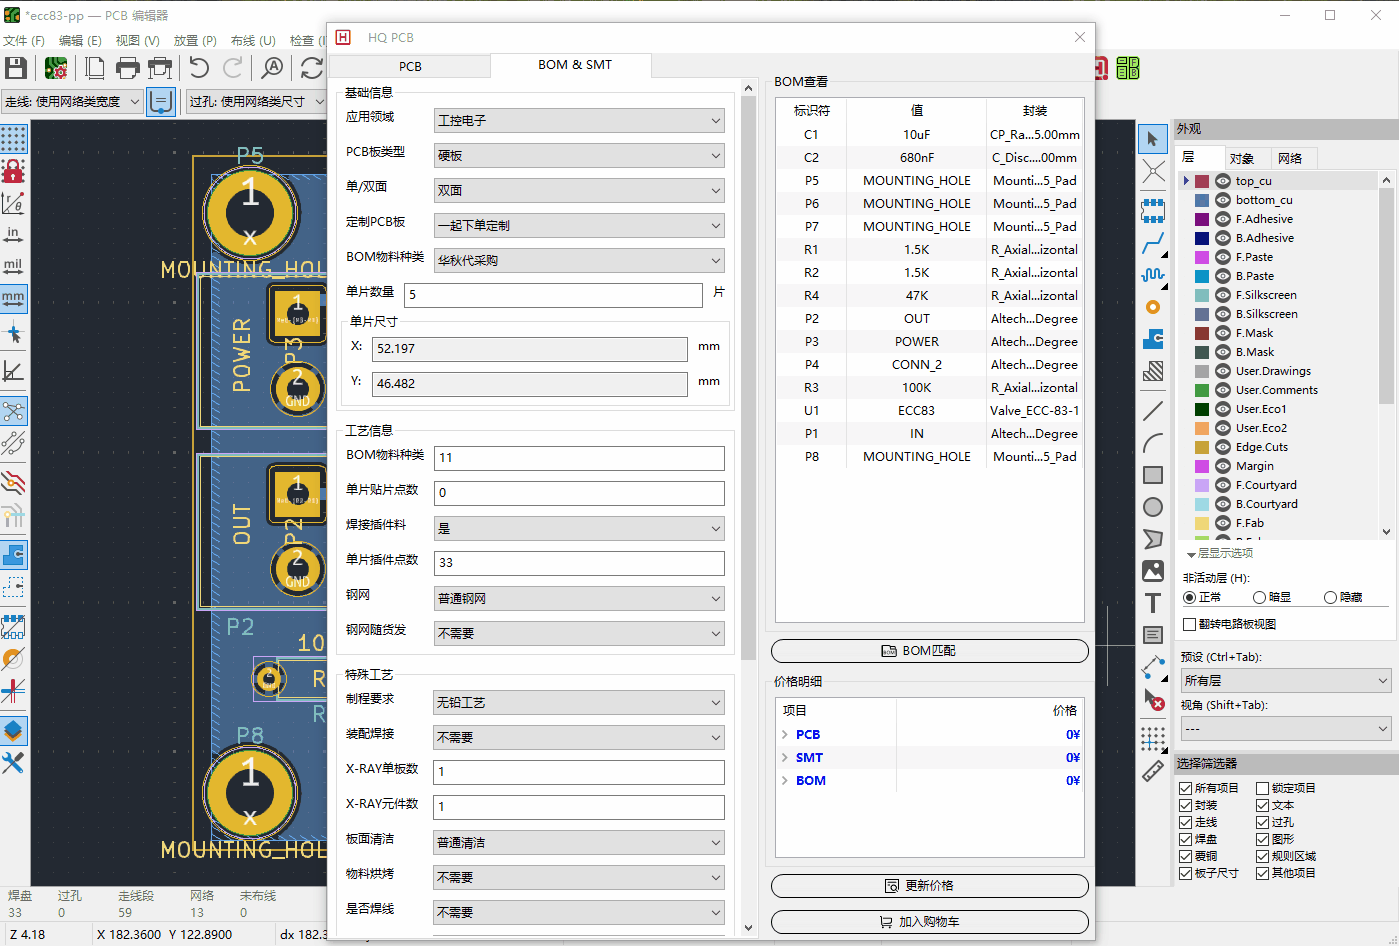 *ecc83-pp — PCB 编辑器
文件 (F) 编辑 (E) 视图 (V) 放置 (P) 布线 (U) 检查 (I
走线: 使用网络类宽度
过孔: 使用网络类尺寸
in
mil
mm
P5
1
x
MOUNTING_HOL
POWER
1
P3
2
GND
OUT
1
P2
2
GND
P2
10
2
R
R
P8
1
x
MOUNTING_HOL
焊盘 过孔 走线段 网络 未布线
33 0 59 13 0
Z 4.18 X 182.3600 Y 122.8900 dx 182.3
HQ PCB
PCB
BOM & SMT
基础信息
应用领域 工控电子
PCB板类型 硬板
单/双面 双面
定制PCB板 一起下单定制
BOM物料种类 华秋代采购
单片数量 5 片
单片尺寸
X: 52.197 mm
Y: 46.482 mm
工艺信息
BOM物料种类 11
单片贴片点数 0
焊接插件料 是
单片插件点数 33
钢网 普通钢网
钢网随货发 不需要
特殊工艺
制程要求 无铅工艺
装配焊接 不需要
X-RAY单板数 1
X-RAY元件数 1
板面清洁 普通清洁
物料烘烤 不需要
是否焊线 不需要
BOM查看
标识符 值 封装
C1 10uF CP_Ra...5.00mm
C2 680nF C_Disc....00mm
P5 MOUNTING_HOLE Mounti...5_Pad
P6 MOUNTING_HOLE Mounti...5_Pad
P7 MOUNTING_HOLE Mounti...5_Pad
R1 1.5K R_Axial...izontal
R2 1.5K R_Axial...izontal
R4 47K R_Axial...izontal
P2 OUT Altech...Degree
P3 POWER Altech...Degree
P4 CONN_2 Altech...Degree
R3 100K R_Axial...izontal
U1 ECC83 Valve_ECC-83-1
P1 IN Altech...Degree
P8 MOUNTING_HOLE Mounti...5_Pad
BOM匹配
价格明细
项目 价格
PCB 0¥
SMT 0¥
BOM 0¥
更新价格
加入购物车
外观
层 对象 网络
top_cu
bottom_cu
F.Adhesive
B.Adhesive
F.Paste
B.Paste
F.Silkscreen
B.Silkscreen
F.Mask
B.Mask
User.Drawings
User.Comments
User.Eco1
User.Eco2
Edge.Cuts
Margin
F.Courtyard
B.Courtyard
F.Fab
层显示选项
非活动层 (H):
正常 暗显 隐藏
翻转电路板视图
预设 (Ctrl+Tab):
所有层
视角 (Shift+Tab):
---
选择筛选器
所有项目 锁定项目
封装 文本
走线 过孔
焊盘 图形
覆铜 规则区域
板子尺寸 其他项目